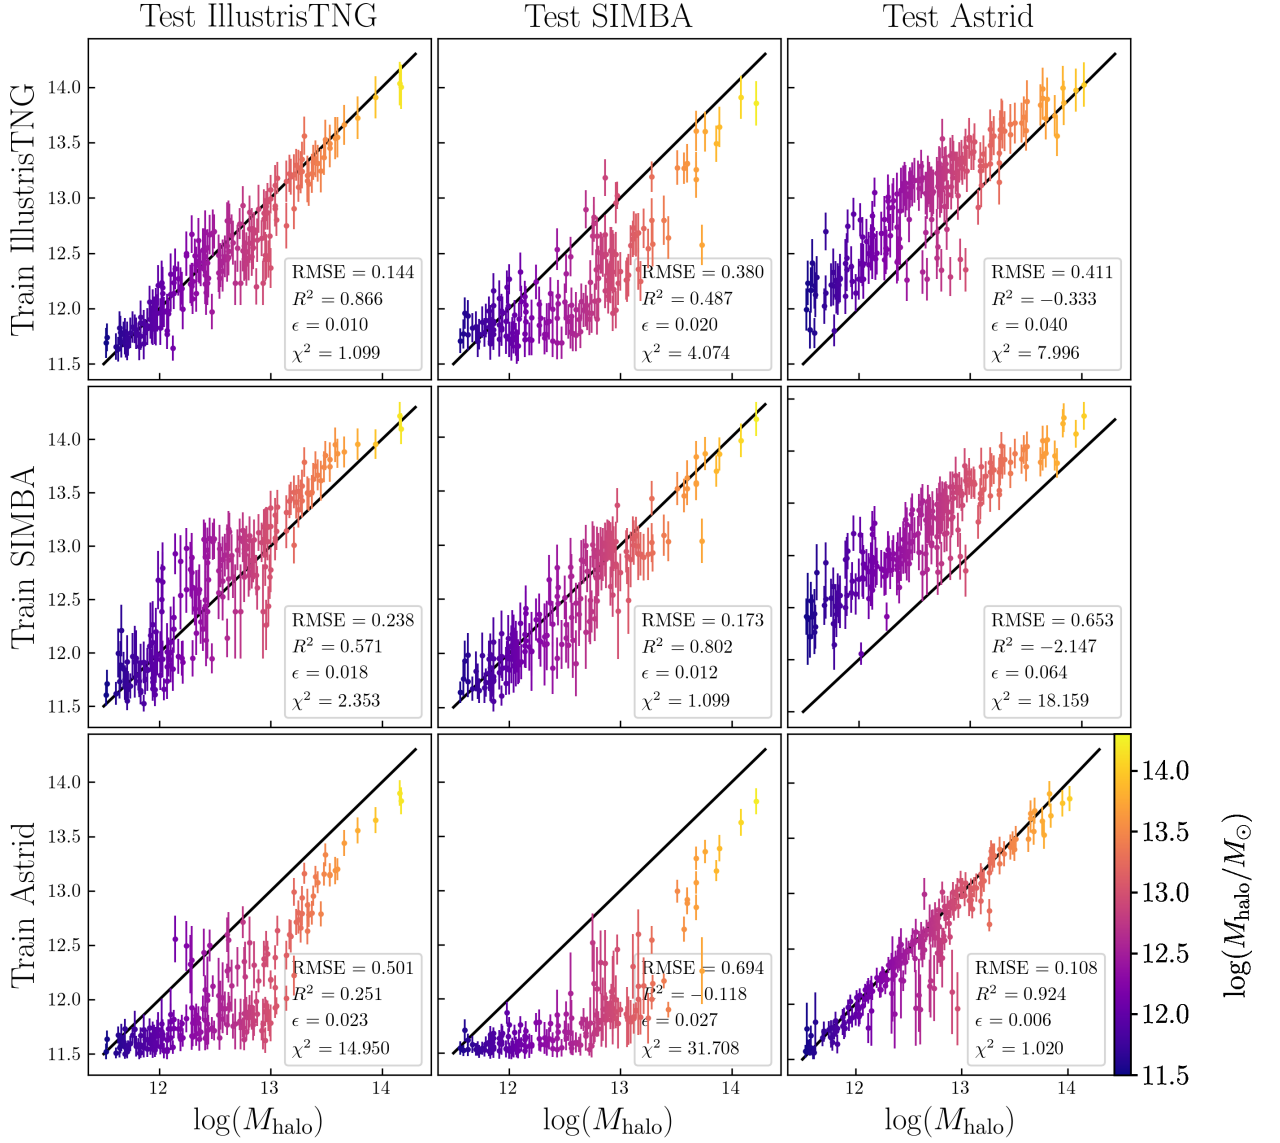 Test IllustrisTNG
Test SIMBA
Test Astrid
Train IllustrisTNG
14.0
13.5
13.0
12.5
12.0
11.5
RMSE = 0.144
R² = 0.866
ϵ = 0.010
χ² = 1.099
RMSE = 0.380
R² = 0.487
ϵ = 0.020
χ² = 4.074
RMSE = 0.411
R² = −0.333
ϵ = 0.040
χ² = 7.996
Train SIMBA
14.0
13.5
13.0
12.5
12.0
11.5
RMSE = 0.238
R² = 0.571
ϵ = 0.018
χ² = 2.353
RMSE = 0.173
R² = 0.802
ϵ = 0.012
χ² = 1.099
RMSE = 0.653
R² = −2.147
ϵ = 0.064
χ² = 18.159
Train Astrid
14.0
13.5
13.0
12.5
12.0
11.5
RMSE = 0.501
R² = 0.251
ϵ = 0.023
χ² = 14.950
RMSE = 0.694
R² = −0.118
ϵ = 0.027
χ² = 31.708
RMSE = 0.108
R² = 0.924
ϵ = 0.006
χ² = 1.020
12 13 14
12 13 14
12 13 14
log(M_halo)
log(M_halo)
log(M_halo)
14.0
13.5
13.0
12.5
12.0
11.5
log(M_halo/M_⊙)